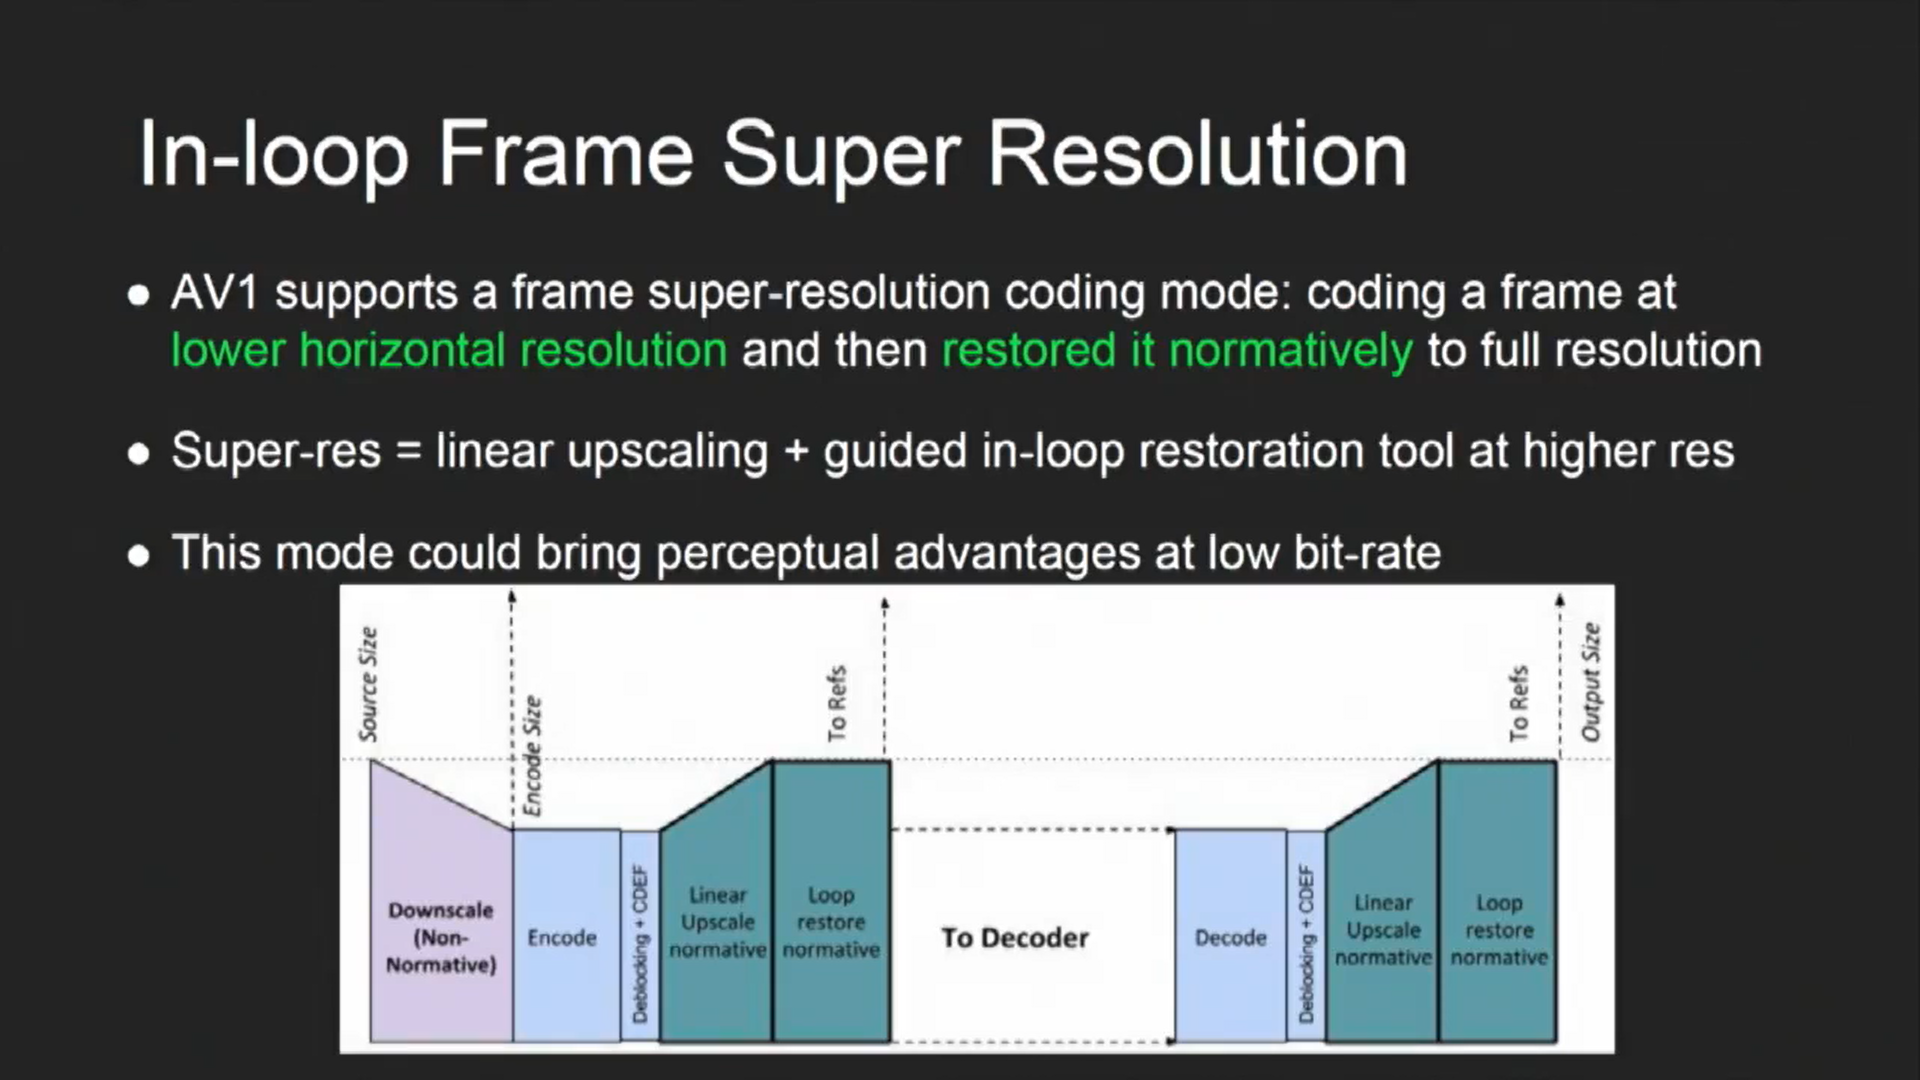 In-loop Frame Super Resolution
● AV1 supports a frame super-resolution coding mode: coding a frame at
lower horizontal resolution and then restored it normatively to full resolution
● Super-res = linear upscaling + guided in-loop restoration tool at higher res
● This mode could bring perceptual advantages at low bit-rate
Source Size
Encode Size
To Refs
To Refs
Output Size
Downscale
(Non-
Normative)
Encode
Deblocking + CDEF
Linear
Upscale
normative
Loop
restore
normative
To Decoder
Decode
Deblocking + CDEF
Linear
Upscale
normative
Loop
restore
normative